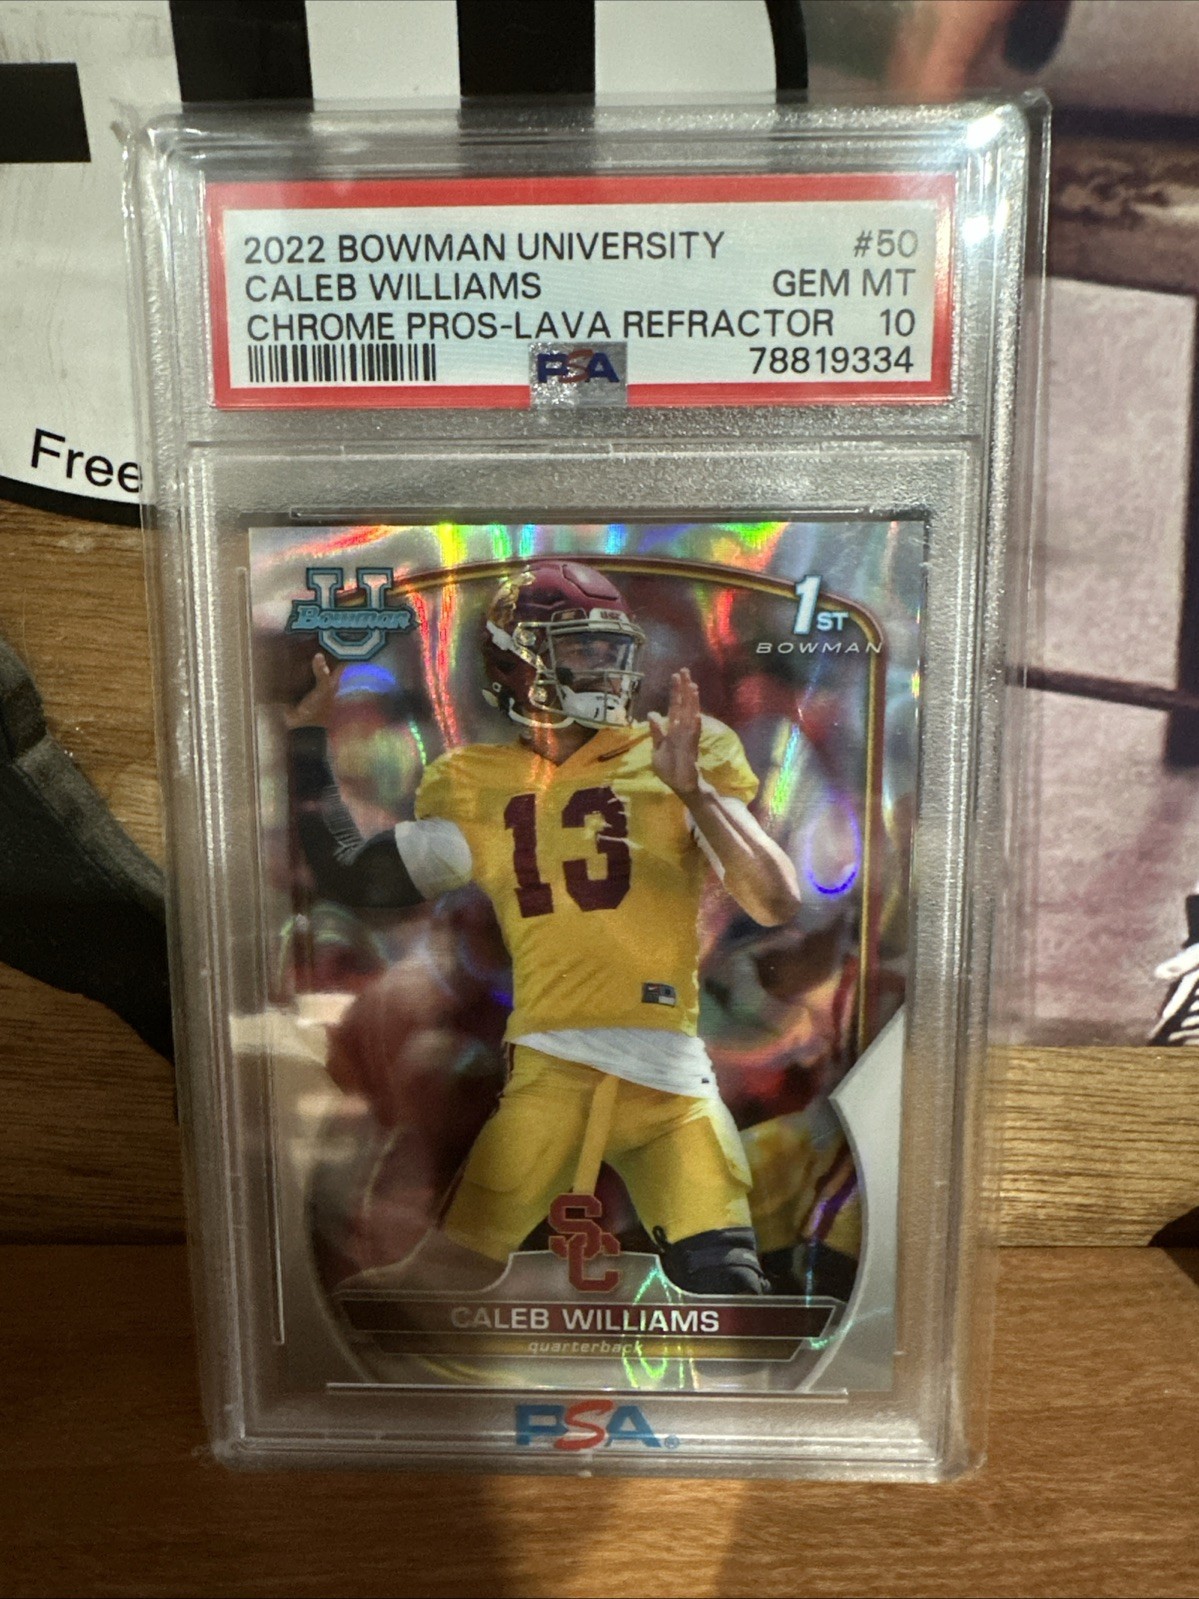 Free
2022 BOWMAN UNIVERSITY #50
CALEB WILLIAMS GEM MT
CHROME PROS-LAVA REFRACTOR 10
PSA 78819334
U
Bowman
1ST
BOWMAN
13
SC
CALEB WILLIAMS
quarterback
PSA®